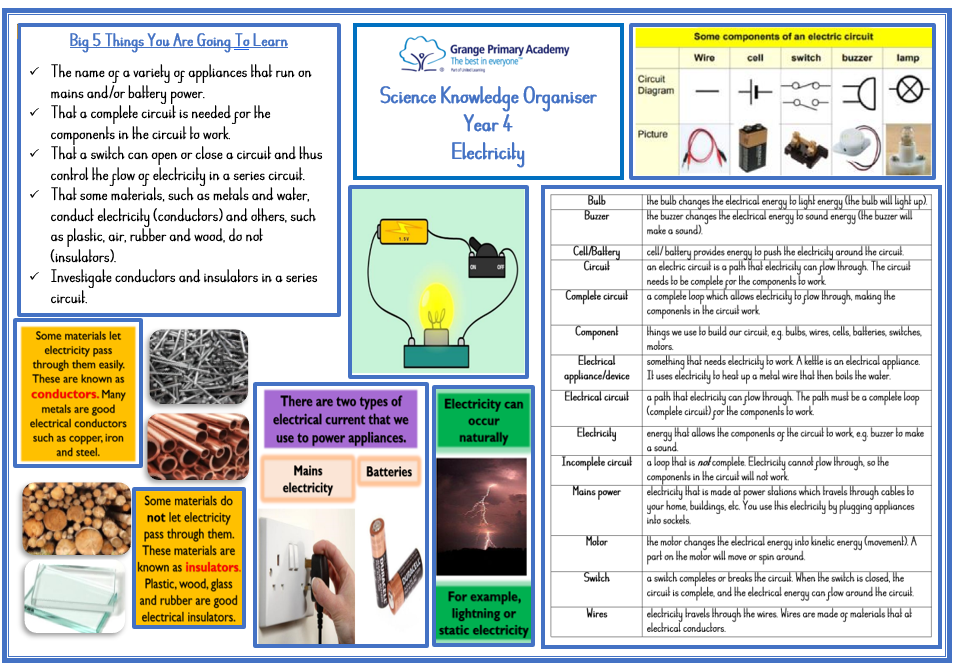 Big 5 Things You Are Going To Learn
✓ The name of a variety of appliances that run on
mains and/or battery power.
✓ That a complete circuit is needed for the
components in the circuit to work.
✓ That a switch can open or close a circuit and thus
control the flow of electricity in a series circuit.
✓ That some materials, such as metals and water,
conduct electricity (conductors) and others, such
as plastic, air, rubber and wood, do not
(insulators).
✓ Investigate conductors and insulators in a series
circuit.
Grange Primary Academy
The best in everyone™
Part of United Learning
Science Knowledge Organiser
Year 4
Electricity
Some components of an electric circuit
Wire cell switch buzzer lamp
Circuit
Diagram
Picture
1.5V
ON OFF
Bulb the bulb changes the electrical energy to light energy (the bulb will light up).
Buzzer the buzzer changes the electrical energy to sound energy (the buzzer will
make a sound).
Cell/Battery cell/ battery provides energy to push the electricity around the circuit.
Circuit an electric circuit is a path that electricity can flow through. The circuit
needs to be complete for the components to work.
Complete circuit a complete loop which allows electricity to flow through, making the
components in the circuit work.
Component things we use to build our circuit, e.g. bulbs, wires, cells, batteries, switches,
motors.
Electrical something that needs electricity to work. A kettle is an electrical appliance.
appliance/device It uses electricity to heat up a metal wire that then boils the water.
Electrical circuit a path that electricity can flow through. The path must be a complete loop
(complete circuit) for the components to work.
Electricity energy that allows the components of the circuit to work, e.g. buzzer to make
a sound.
Incomplete circuit a loop that is not complete. Electricity cannot flow through, so the
components in the circuit will not work.
Mains power electricity that is made at power stations which travels through cables to
your home, buildings, etc. You use this electricity by plugging appliances
into sockets.
Motor the motor changes the electrical energy into kinetic energy (movement). A
part on the motor will move or spin around.
Switch a switch completes or breaks the circuit. When the switch is closed, the
circuit is complete, and the electrical energy can flow around the circuit.
Wires electricity travels through the wires. Wires are made of materials that at
electrical conductors.
Some materials let
electricity pass
through them easily.
These are known as
conductors. Many
metals are good
electrical conductors
such as copper, iron
and steel.
Some materials do
not let electricity
pass through them.
These materials are
known as insulators.
Plastic, wood, glass
and rubber are good
electrical insulators.
There are two types of
electrical current that we
use to power appliances.
Mains
electricity
Batteries
DURACELL
DURACELL
Electricity can
occur
naturally
For example,
lightning or
static electricity